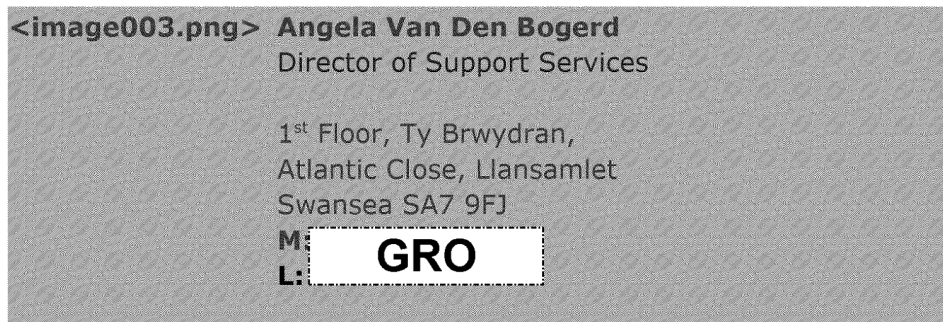 <image003.png> Angela Van Den Bogerd
Director of Support Services
1st Floor, Ty Brwydran,
Atlantic Close, Llansamlet
Swansea SA7 9FJ
M:
GRO
L: